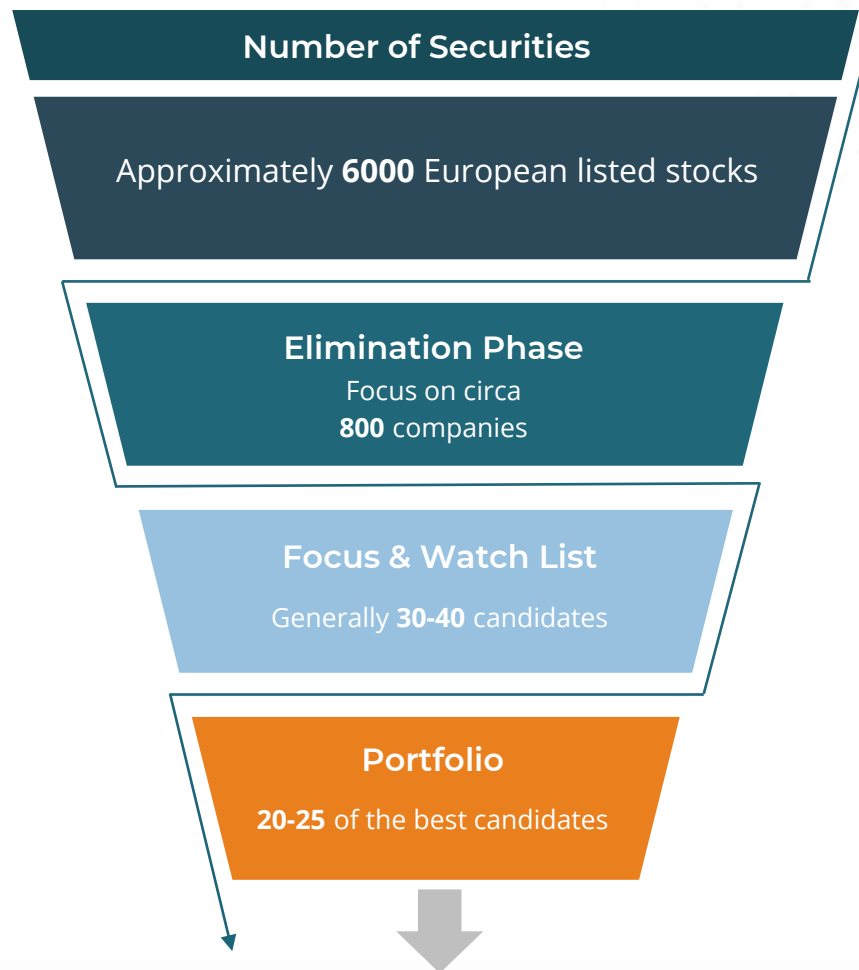 Number of Securities
Approximately 6000 European listed stocks
Elimination Phase
Focus on circa
800 companies
Focus & Watch List
Generally 30-40 candidates
Portfolio
20-25 of the best candidates